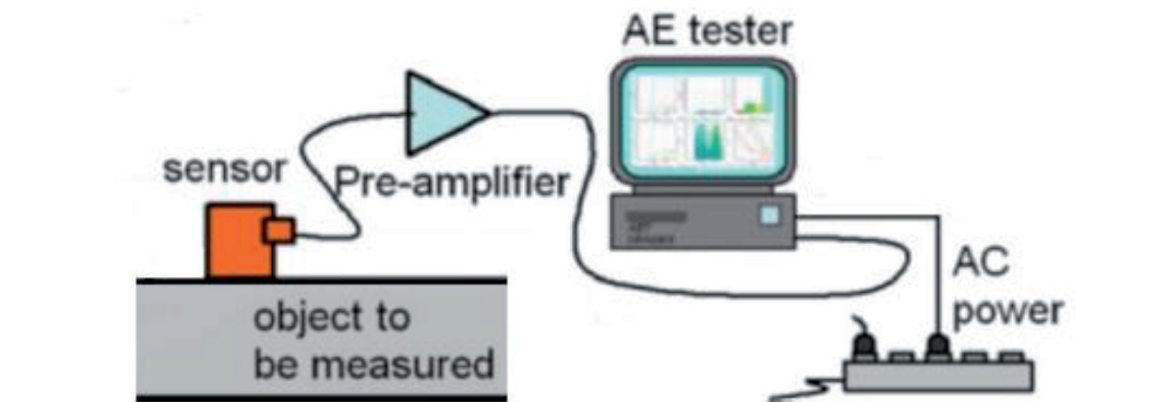 AE tester
sensor
Pre-amplifier
AC
power
object to
be measured